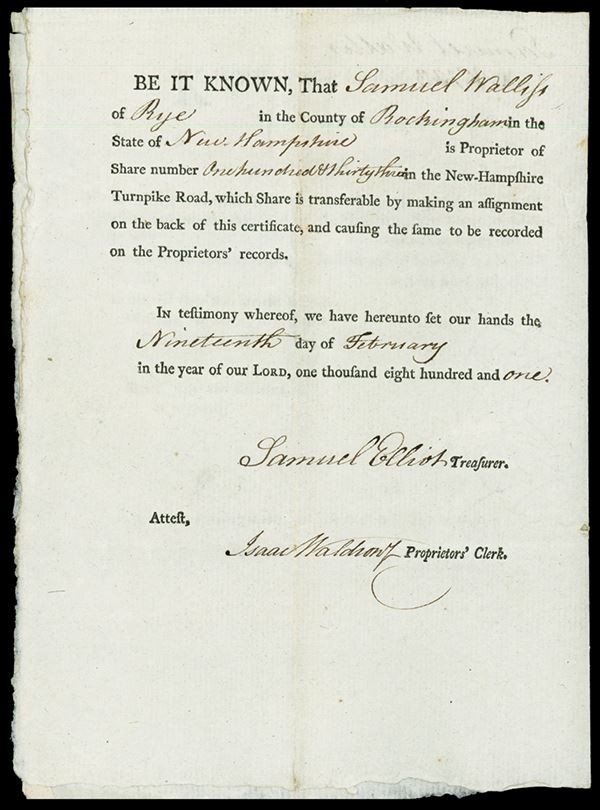 BE IT KNOWN, That Samuel Walliſs
of Rye in the County of Rockingham in the
State of New Hampshire is Proprietor of
Share number One hundred & thirty three in the New-Hampſhire
Turnpike Road, which Share is transferable by making an aſſignment
on the back of this certificate, and cauſing the ſame to be recorded
on the Proprietors' records.
In teſtimony whereof, we have hereunto ſet our hands the
Nineteenth day of February
in the year of our Lord, one thouſand eight hundred and one.
Samuel Elliot Treaſurer.
Atteſt,
Isaac Waldron Proprietors' Clerk.